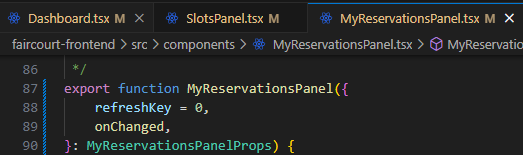 Dashboard.tsx M SlotsPanel.tsx M MyReservationsPanel.tsx M
faircourt-frontend > src > components > MyReservationsPanel.tsx > MyReservation
86 */
87 export function MyReservationsPanel({
88 refreshKey = 0,
89 onChanged,
90 }: MyReservationsPanelProps) {